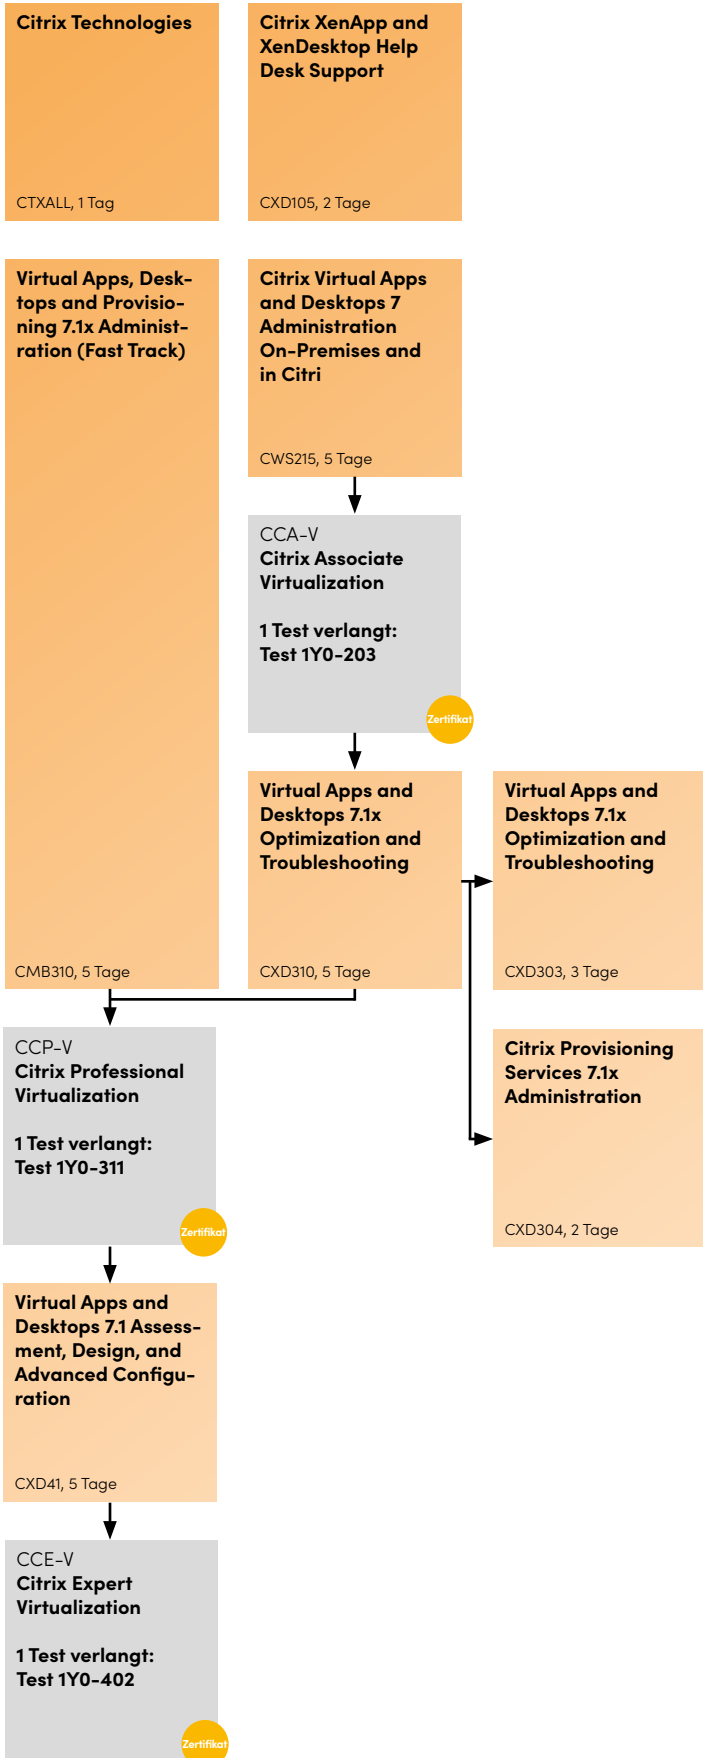 Citrix Technologies
CTXALL, 1 Tag
Citrix XenApp and
XenDesktop Help
Desk Support
CXD105, 2 Tage
Virtual Apps, Desk-
tops and Provisio-
ning 7.1x Administ-
ration (Fast Track)
CMB310, 5 Tage
Citrix Virtual Apps
and Desktops 7
Administration
On-Premises and
in Citri
CWS215, 5 Tage
CCA-V
Citrix Associate
Virtualization
1 Test verlangt:
Test 1Y0-203
Zertifikat
Virtual Apps and
Desktops 7.1x
Optimization and
Troubleshooting
CXD310, 5 Tage
Virtual Apps and
Desktops 7.1x
Optimization and
Troubleshooting
CXD303, 3 Tage
CCP-V
Citrix Professional
Virtualization
1 Test verlangt:
Test 1Y0-311
Zertifikat
Citrix Provisioning
Services 7.1x
Administration
CXD304, 2 Tage
Virtual Apps and
Desktops 7.1 Assess-
ment, Design, and
Advanced Configu-
ration
CXD41, 5 Tage
CCE-V
Citrix Expert
Virtualization
1 Test verlangt:
Test 1Y0-402
Zertifikat